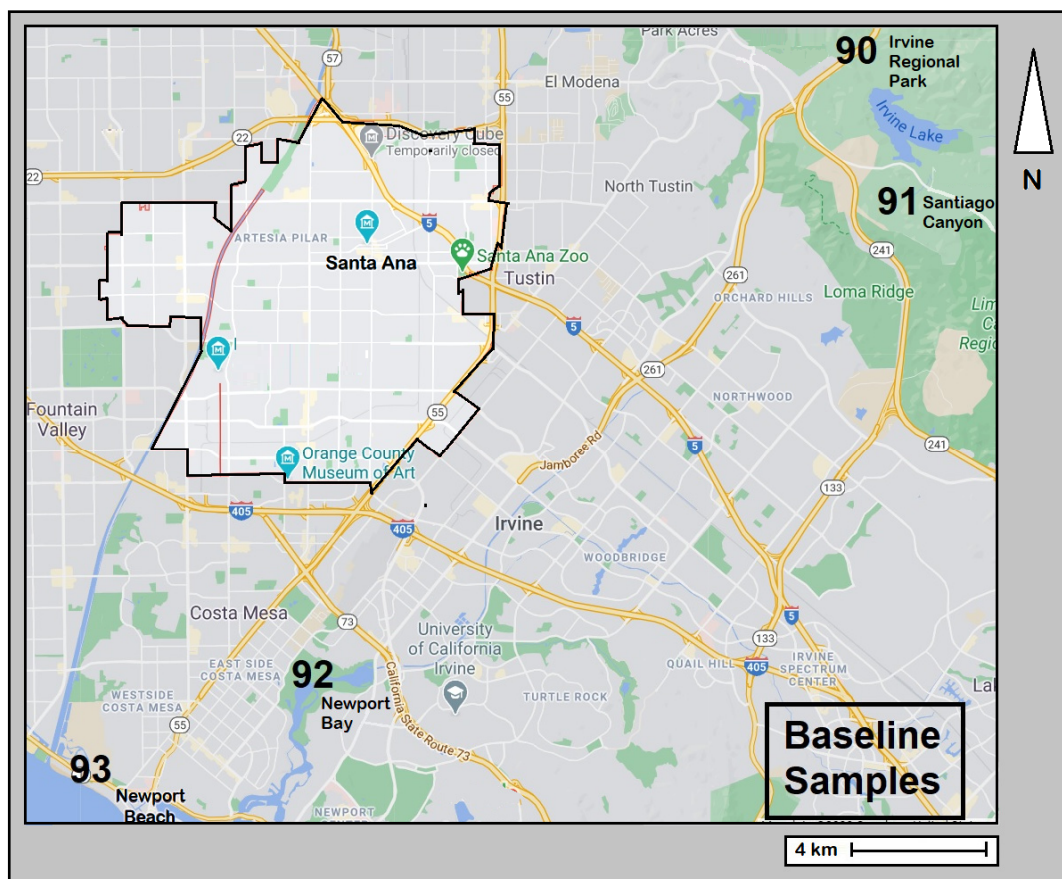 Park Acres
90
Irvine
Regional
Park
57
El Modena
55
22
Discovery Cube
Temporarily closed
Irvine Lake
22
North Tustin
91
Santiago
Canyon
ARTESIA PILAR
5
Santa Ana
Santa Ana Zoo
Tustin
241
261
ORCHARD HILLS
Loma Ridge
5
261
Fountain
Valley
55
NORTHWOOD
5
241
Orange County
Museum of Art
Jamboree Rd
133
405
405
Irvine
WOODBRIDGE
Costa Mesa
73
University
of California
Irvine
5
133
EAST SIDE
COSTA MESA
92
Newport
Bay
QUAIL HILL
405
IRVINE
SPECTRUM
CENTER
WESTSIDE
COSTA MESA
TURTLE ROCK
55
California State Route 73
Baseline
Samples
93
Newport
Beach
NEWPORT
4 km
N